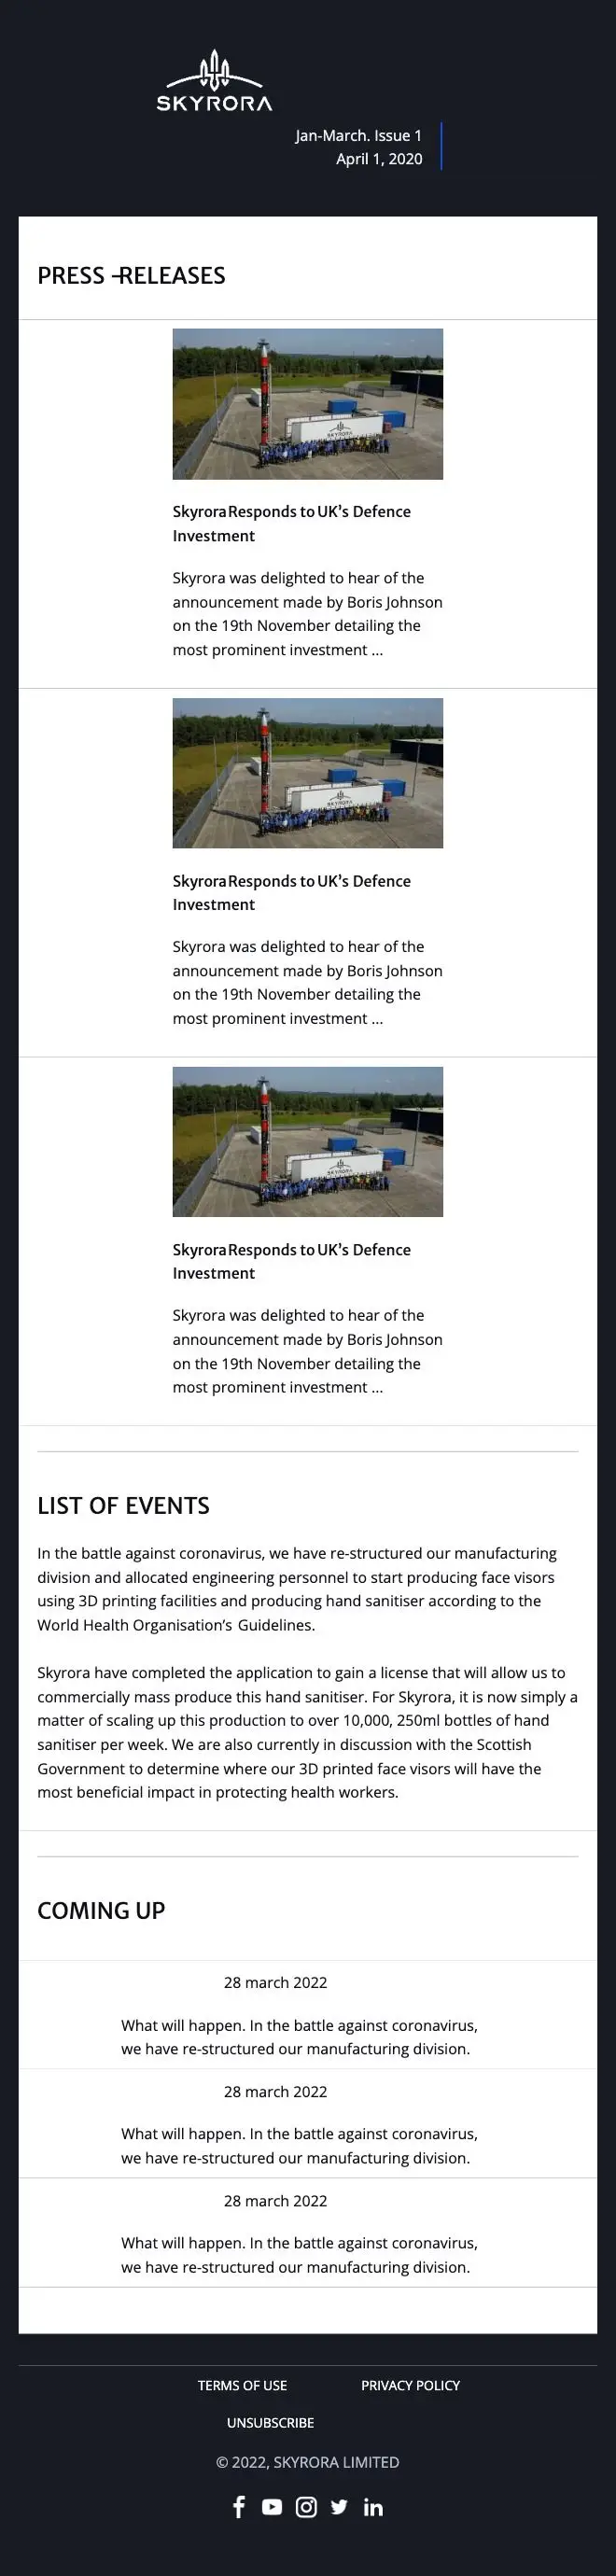 SKYRORA
Jan-March. Issue 1
April 1, 2020
PRESS -RELEASES
SKYRORA
Skyrora Responds to UK's Defence
Investment
Skyrora was delighted to hear of the
announcement made by Boris Johnson
on the 19th November detailing the
most prominent investment ...
SKYRORA
Skyrora Responds to UK's Defence
Investment
Skyrora was delighted to hear of the
announcement made by Boris Johnson
on the 19th November detailing the
most prominent investment ...
SKYRORA
Skyrora Responds to UK's Defence
Investment
Skyrora was delighted to hear of the
announcement made by Boris Johnson
on the 19th November detailing the
most prominent investment ...
LIST OF EVENTS
In the battle against coronavirus, we have re-structured our manufacturing
division and allocated engineering personnel to start producing face visors
using 3D printing facilities and producing hand sanitiser according to the
World Health Organisation's Guidelines.
Skyrora have completed the application to gain a license that will allow us to
commercially mass produce this hand sanitiser. For Skyrora, it is now simply a
matter of scaling up this production to over 10,000, 250ml bottles of hand
sanitiser per week. We are also currently in discussion with the Scottish
Government to determine where our 3D printed face visors will have the
most beneficial impact in protecting health workers.
COMING UP
28 march 2022
What will happen. In the battle against coronavirus,
we have re-structured our manufacturing division.
28 march 2022
What will happen. In the battle against coronavirus,
we have re-structured our manufacturing division.
28 march 2022
What will happen. In the battle against coronavirus,
we have re-structured our manufacturing division.
TERMS OF USE PRIVACY POLICY
UNSUBSCRIBE
© 2022, SKYRORA LIMITED